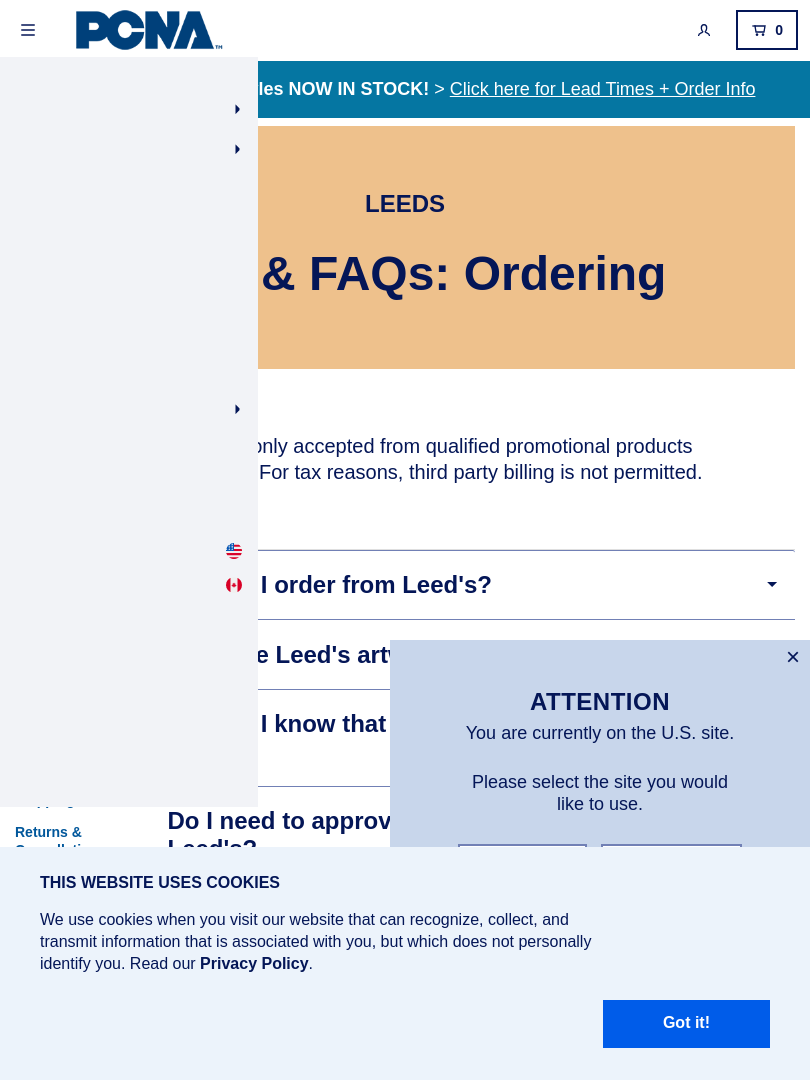 PCNA™
0
les NOW IN STOCK! > Click here for Lead Times + Order Info
LEEDS
& FAQs: Ordering
only accepted from qualified promotional products
For tax reasons, third party billing is not permitted.
I order from Leed's?
e Leed's
I know that
ATTENTION
You are currently on the U.S. site.
Please select the site you would
like to use.
Returns &
Do I need to approv
Leed's?
THIS WEBSITE USES COOKIES
We use cookies when you visit our website that can recognize, collect, and
transmit information that is associated with you, but which does not personally
identify you. Read our Privacy Policy.
Got it!